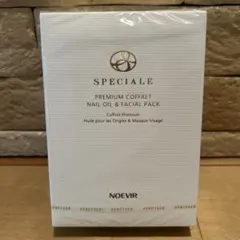 SPECIALE
PREMIUM COFFRET
NAIL OIL & FACIAL PACK
Coffret Premium
Huile pour les Ongles & Masque Visage
NOEVIR